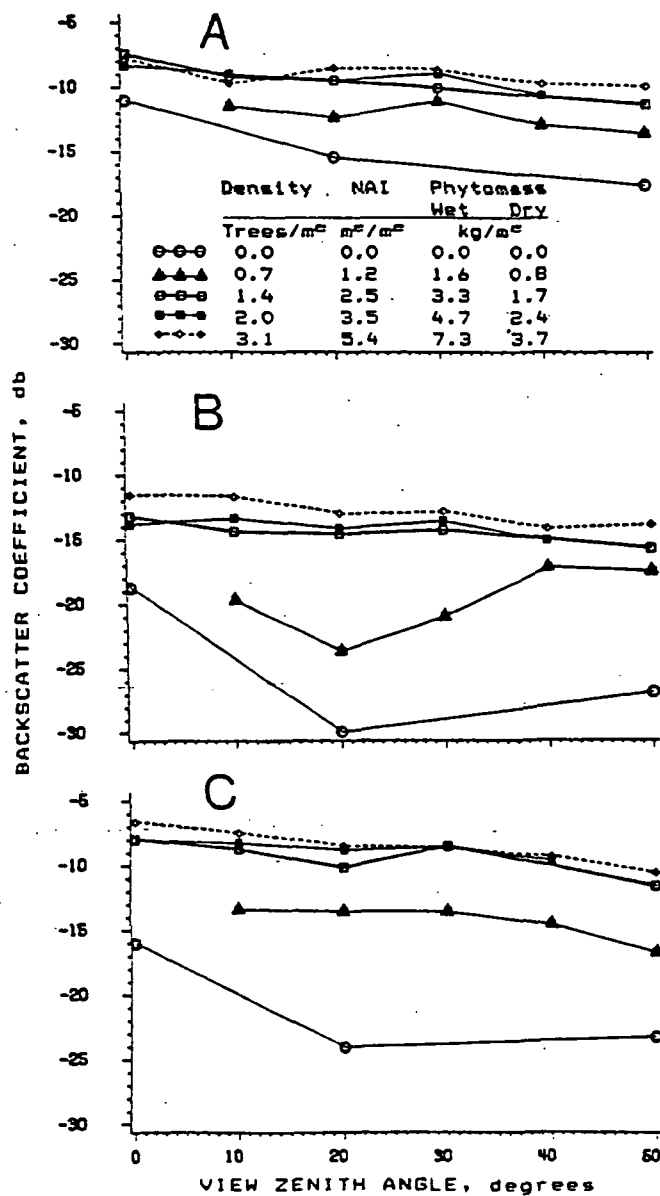 A
-5
-10
-15
-20
-25
-30
Density NAI Phytomass
Wet Dry
Trees/m² m²/m² kg/m²
0.0 0.0 0.0 0.0
0.7 1.2 1.6 0.8
1.4 2.5 3.3 1.7
2.0 3.5 4.7 2.4
3.1 5.4 7.3 3.7
BACKSCATTER COEFFICIENT, db
B
-5
-10
-15
-20
-25
-30
C
-5
-10
-15
-20
-25
-30
0 10 20 30 40 50
VIEW ZENITH ANGLE, degrees